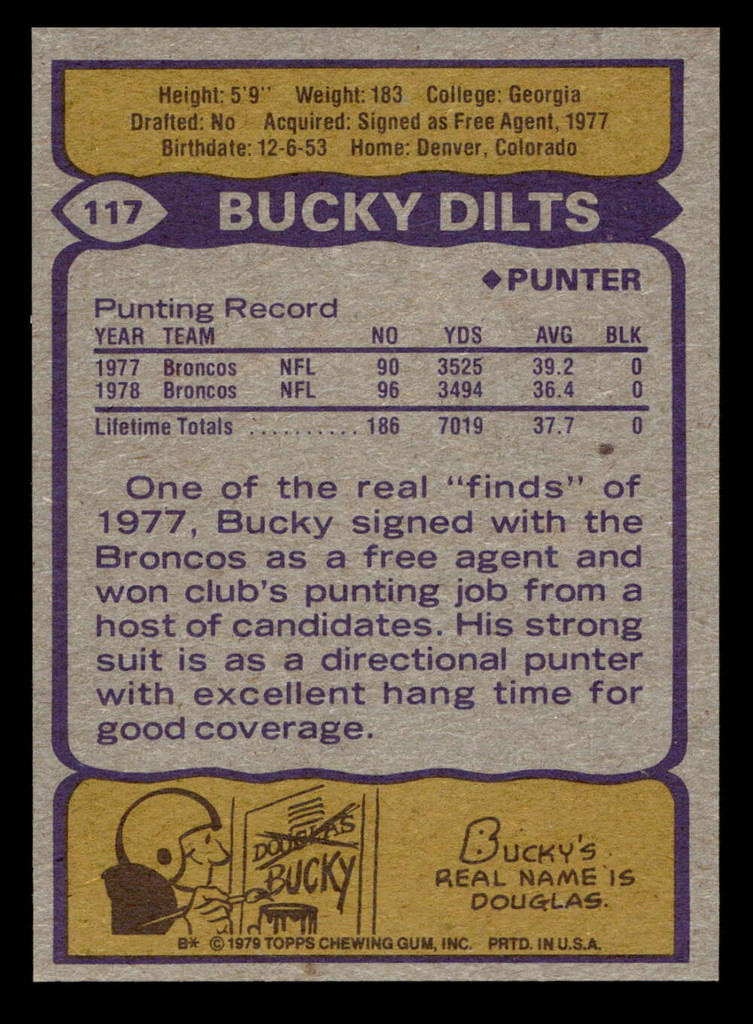 Height: 5'9" Weight: 183 College: Georgia
Drafted: No Acquired: Signed as Free Agent, 1977
Birthdate: 12-6-53 Home: Denver, Colorado
117 BUCKY DILTS
◆PUNTER
Punting Record
YEAR TEAM NO YDS AVG BLK
1977 Broncos NFL 90 3525 39.2 0
1978 Broncos NFL 96 3494 36.4 0
Lifetime Totals .......... 186 7019 37.7 0
One of the real "finds" of
1977, Bucky signed with the
Broncos as a free agent and
won club's punting job from a
host of candidates. His strong
suit is as a directional punter
with excellent hang time for
good coverage.
DOUGLAS
BUCKY
BUCKY'S
REAL NAME IS
DOUGLAS.
B* © 1979 TOPPS CHEWING GUM, INC. PRTD. IN U.S.A.